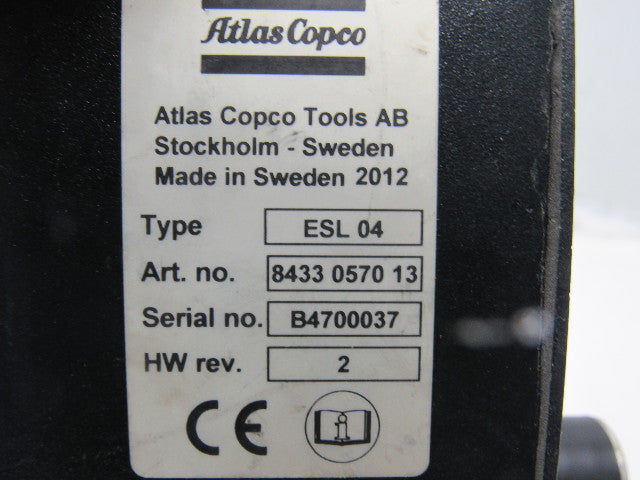 Atlas Copco
Atlas Copco Tools AB
Stockholm - Sweden
Made in Sweden 2012
Type ESL 04
Art. no. 8433 0570 13
Serial no. B4700037
HW rev. 2
CE i